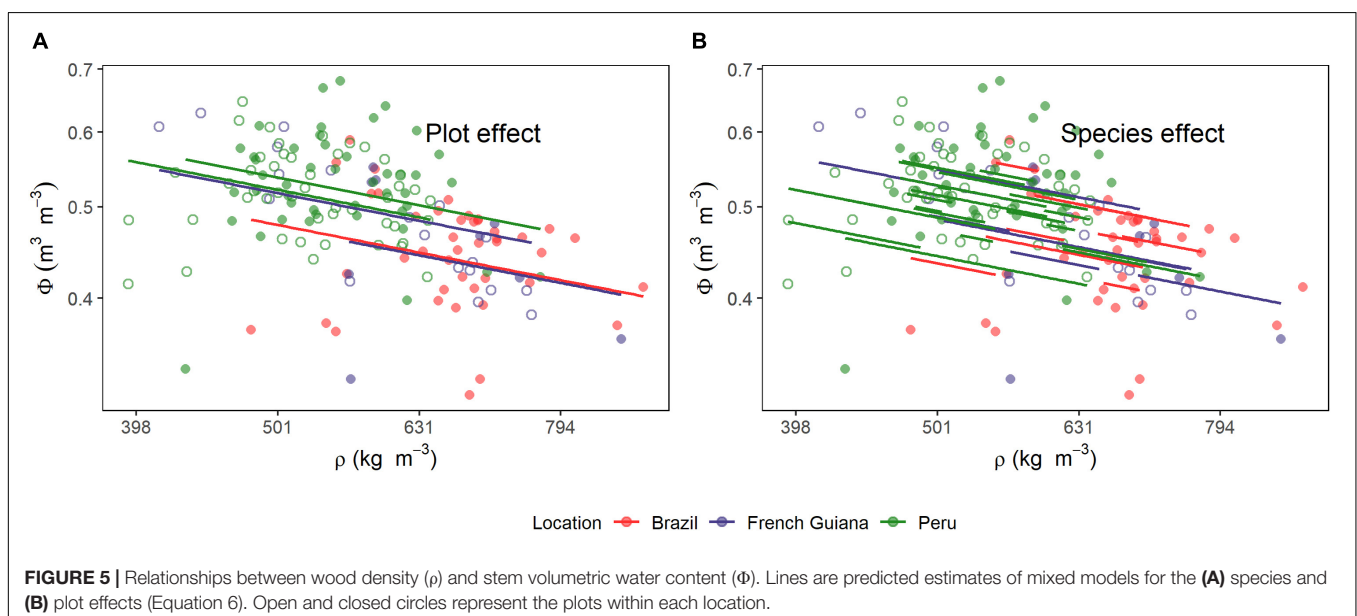 A
B
0.7
0.6
0.5
0.4
Φ (m³ m⁻³)
Plot effect
398 501 631 794
ρ (kg m⁻³)
0.7
0.6
0.5
0.4
Φ (m³ m⁻³)
Species effect
398 501 631 794
ρ (kg m⁻³)
Location Brazil French Guiana Peru
FIGURE 5 | Relationships between wood density (ρ) and stem volumetric water content (Φ). Lines are predicted estimates of mixed models for the (A) species and
(B) plot effects (Equation 6). Open and closed circles represent the plots within each location.